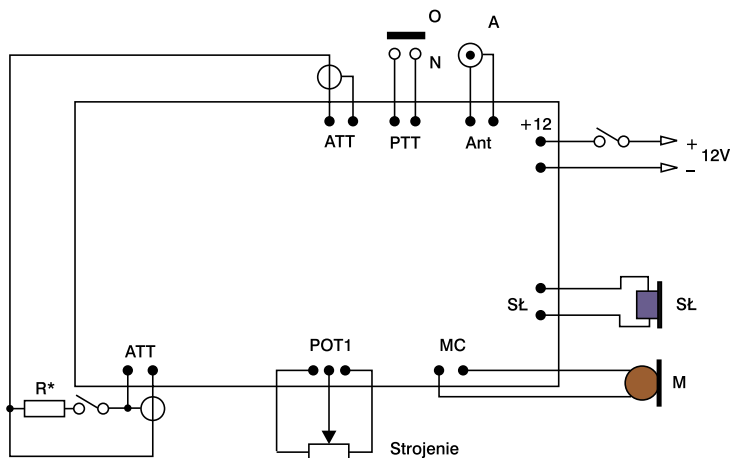 O
A
N
ATT
PTT
Ant
+12
+
12V
–
SŁ
SŁ
ATT
POT1
MC
R*
M
Strojenie